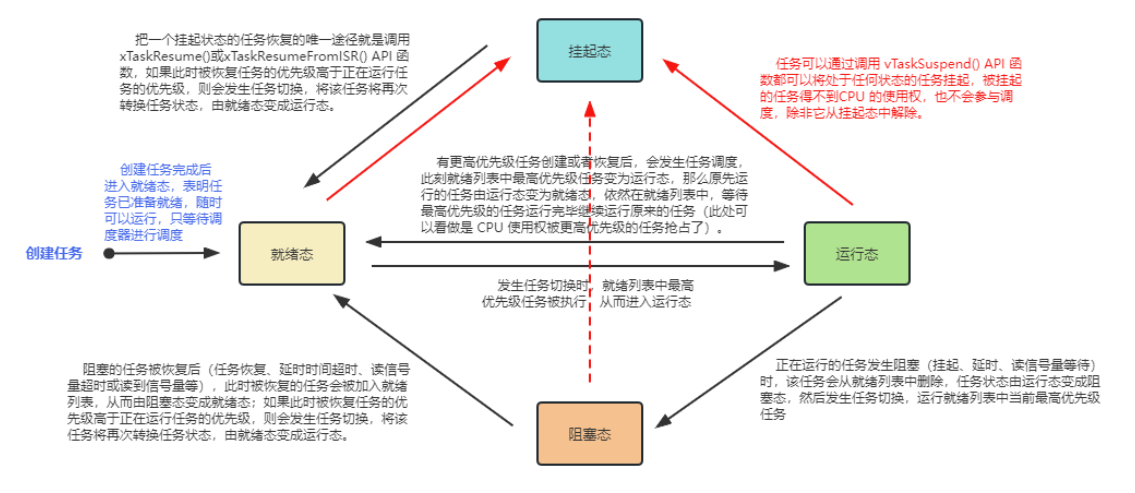 挂起态
把一个挂起状态的任务恢复的唯一途径就是调用
xTaskResume()或xTaskResumeFromISR() API 函
数，如果此时被恢复任务的优先级高于正在运行任
务的优先级，则会发生任务切换，将该任务将再次
转换任务状态，由就绪态变成运行态。
任务可以通过调用 vTaskSuspend() API 函
数都可以将处于任何状态的任务挂起，被挂起
的任务得不到CPU 的使用权，也不会参与调
度，除非它从挂起态中解除。
创建任务完成后
进入就绪态，表明任
务已准备就绪，随时
可以运行，只等待调
度器进行调度
有更高优先级任务创建或者恢复后，会发生任务调度，
此刻就绪列表中最高优先级任务变为运行态，那么原先运
行的任务由运行态变为就绪态，依然在就绪列表中，等待
最高优先级的任务运行完毕继续运行原来的任务（此处可
以看做是 CPU 使用权被更高优先级的任务抢占了）。
创建任务
就绪态
运行态
发生任务切换时，就绪列表中最高
优先级任务被执行，从而进入运行态
阻塞的任务被恢复后（任务恢复、延时时间超时、读信号
量超时或读到信号量等），此时被恢复的任务会被加入就绪
列表，从而由阻塞态变成就绪态；如果此时被恢复任务的优
先级高于正在运行任务的优先级，则会发生任务切换，将该
任务将再次转换任务状态，由就绪态变成运行态。
正在运行的任务发生阻塞（挂起、延时、读信号量等待）
时，该任务会从就绪列表中删除，任务状态由运行态变成阻
塞态，然后发生任务切换，运行就绪列表中当前最高优先级
任务
阻塞态